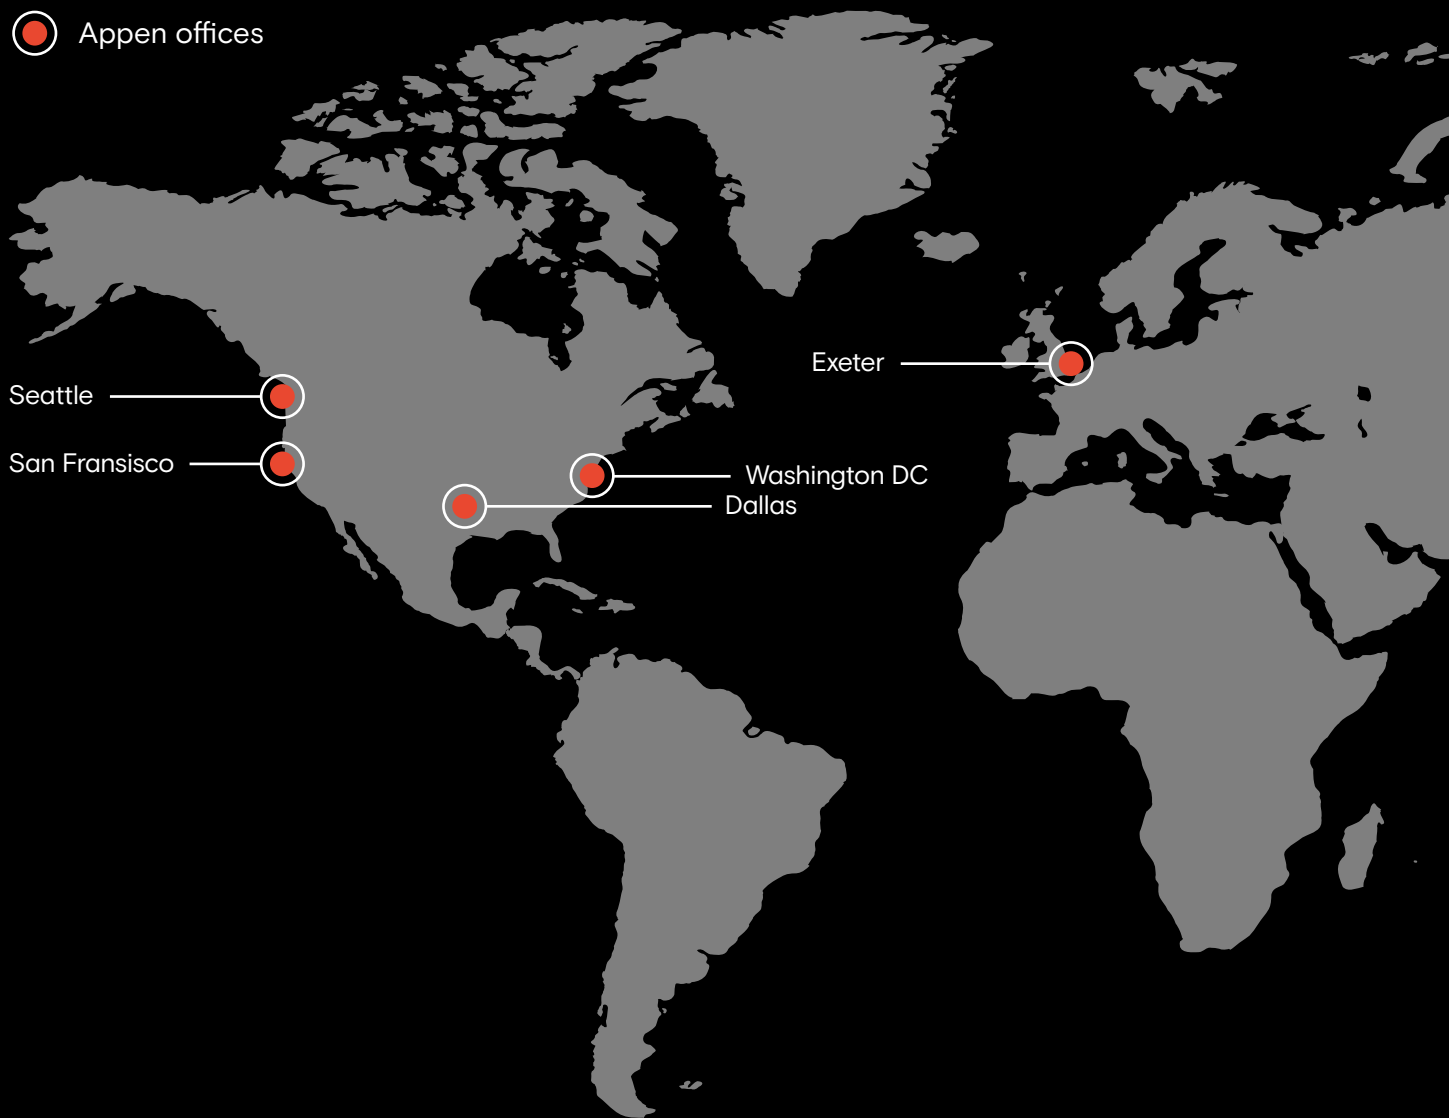 Appen offices
Exeter
Seattle
San Fransisco
Washington DC
Dallas